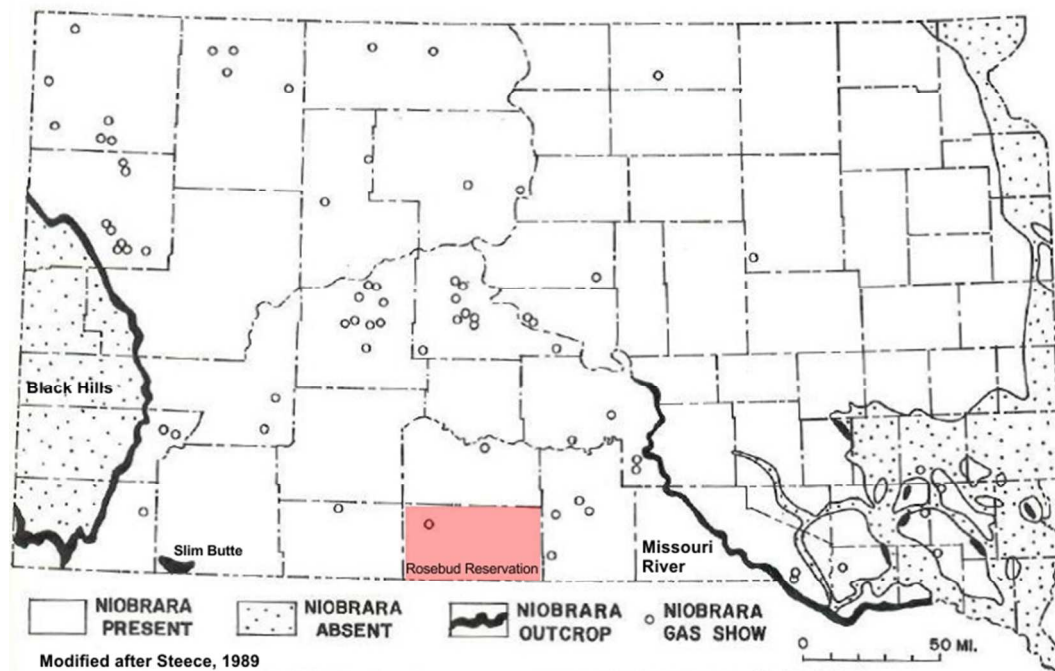 Black Hills
Slim Butte
Rosebud Reservation
Missouri
River
NIOBRARA
PRESENT
NIOBRARA
ABSENT
NIOBRARA
OUTCROP
NIOBRARA
GAS SHOW
0 50 MI.
Modified after Steece, 1989